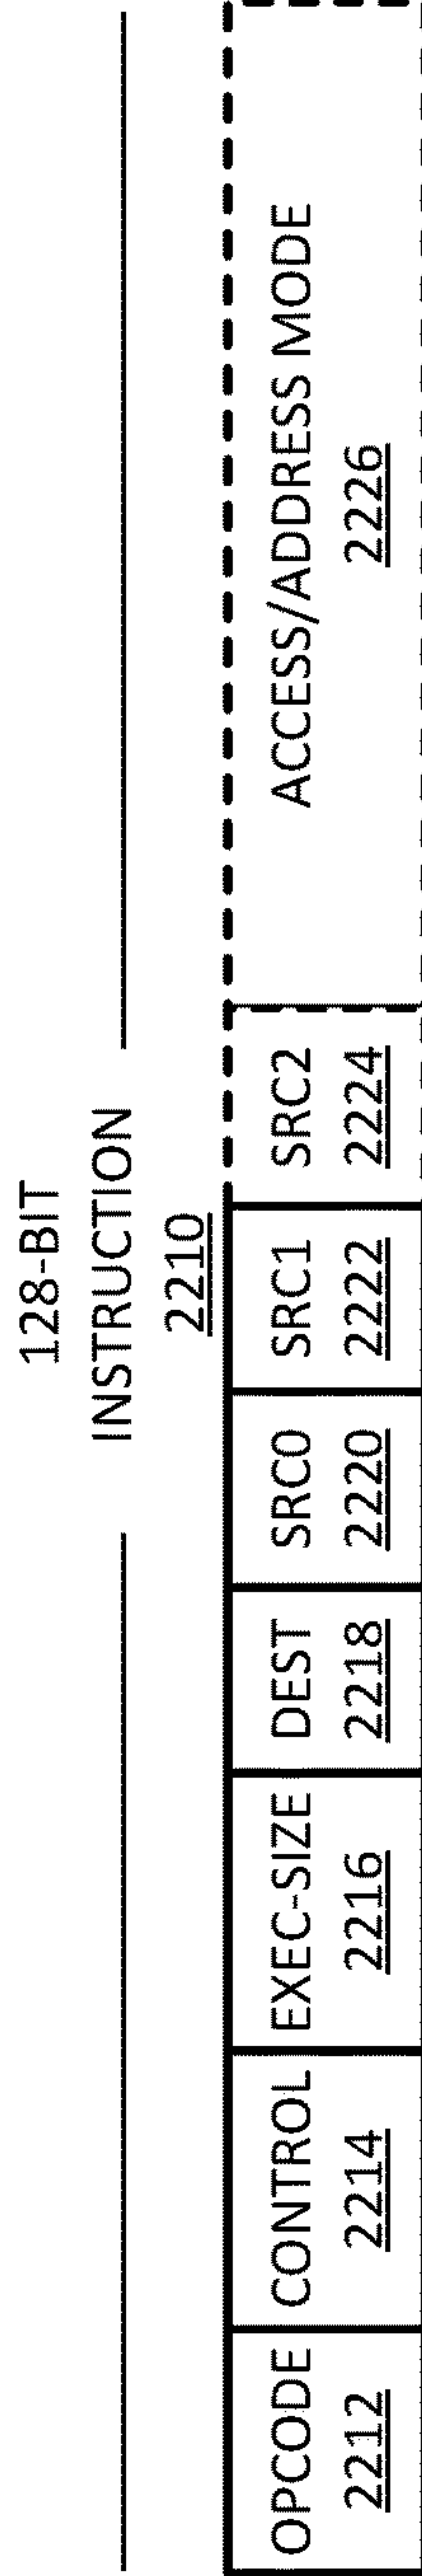 128-BIT
INSTRUCTION
2210
OPCODE
2212
CONTROL
2214
EXEC-SIZE
2216
DEST
2218
SRC0
2220
SRC1
2222
SRC2
2224
ACCESS/ADDRESS MODE
2226